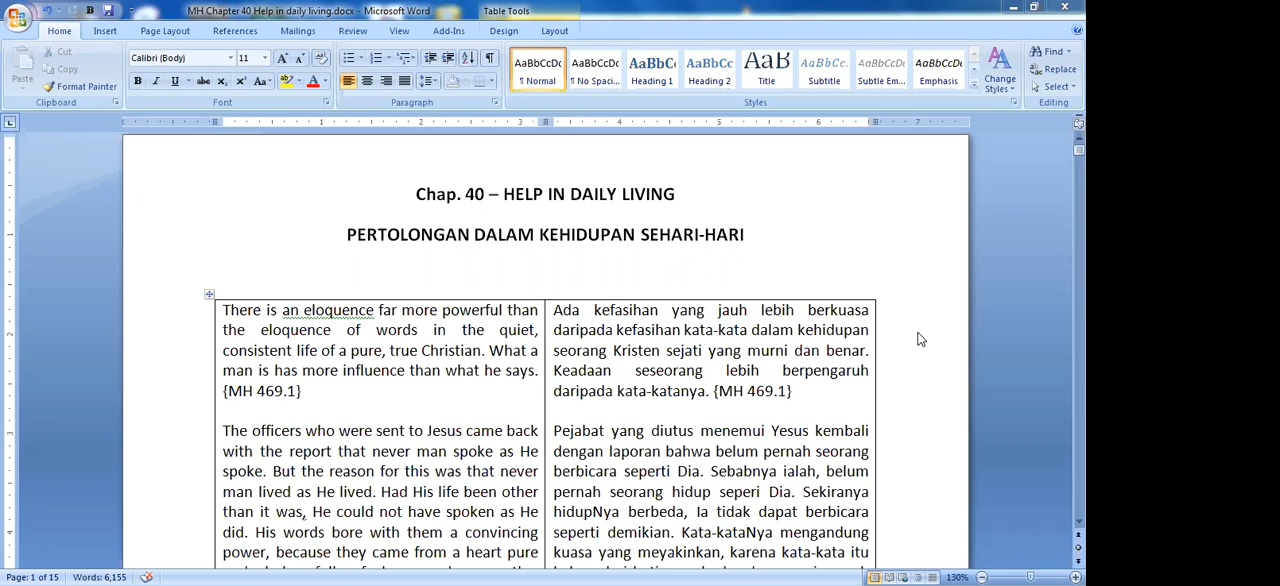 MH Chapter 40 Help in daily living.docx - Microsoft Word
Table Tools
Home Insert Page Layout References Mailings Review View Add-Ins Design Layout
Cut
Copy
Format Painter
Paste
Clipboard
Calibri (Body) 11
Font
Paragraph
AaBbCcDc AaBbCcDc AaBbC AaBbCc AaB AaBbCc. AaBbCcDc AaBbCcDc
¶ Normal ¶ No Spaci... Heading 1 Heading 2 Title Subtitle Subtle Em... Emphasis
Styles
Change Styles
Find
Replace
Select
Editing
1 2 3 4 5 6 7
Chap. 40 – HELP IN DAILY LIVING
PERTOLONGAN DALAM KEHIDUPAN SEHARI-HARI
There is an eloquence far more powerful than
the eloquence of words in the quiet,
consistent life of a pure, true Christian. What a
man is has more influence than what he says.
{MH 469.1}
The officers who were sent to Jesus came back
with the report that never man spoke as He
spoke. But the reason for this was that never
man lived as He lived. Had His life been other
than it was, He could not have spoken as He
did. His words bore with them a convincing
power, because they came from a heart pure
Ada kefasihan yang jauh lebih berkuasa
daripada kefasihan kata-kata dalam kehidupan
seorang Kristen sejati yang murni dan benar.
Keadaan seseorang lebih berpengaruh
daripada kata-katanya. {MH 469.1}
Pejabat yang diutus menemui Yesus kembali
dengan laporan bahwa belum pernah seorang
berbicara seperti Dia. Sebabnya ialah, belum
pernah seorang hidup seperi Dia. Sekiranya
hidupNya berbeda, Ia tidak dapat berbicara
seperti demikian. Kata-kataNya mengandung
kuasa yang meyakinkan, karena kata-kata itu
Page: 1 of 15 Words: 6,155
130%